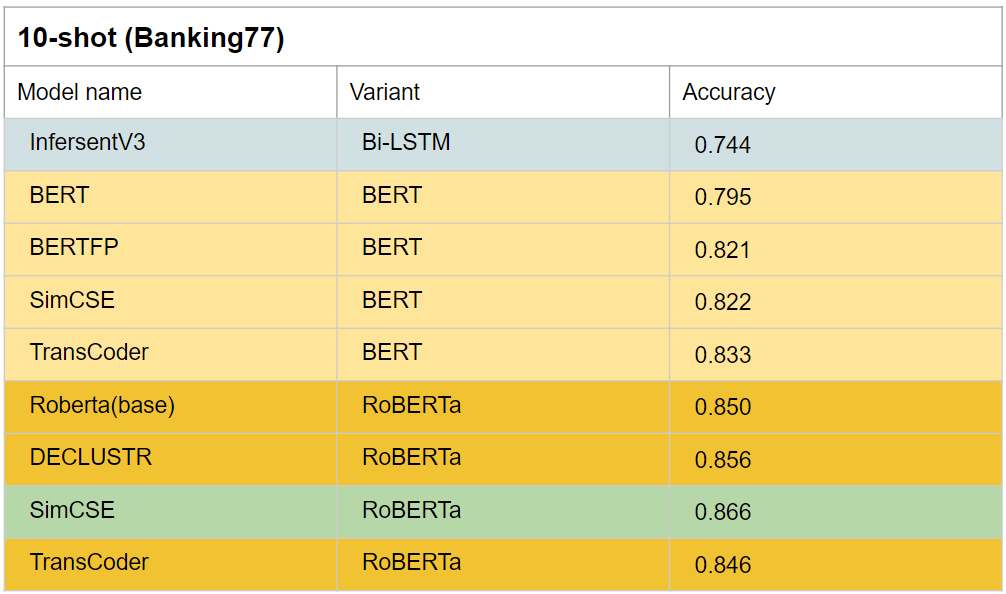 10-shot (Banking77)
Model name Variant Accuracy
InfersentV3 Bi-LSTM 0.744
BERT BERT 0.795
BERTFP BERT 0.821
SimCSE BERT 0.822
TransCoder BERT 0.833
Roberta(base) RoBERTa 0.850
DECLUSTR RoBERTa 0.856
SimCSE RoBERTa 0.866
TransCoder RoBERTa 0.846